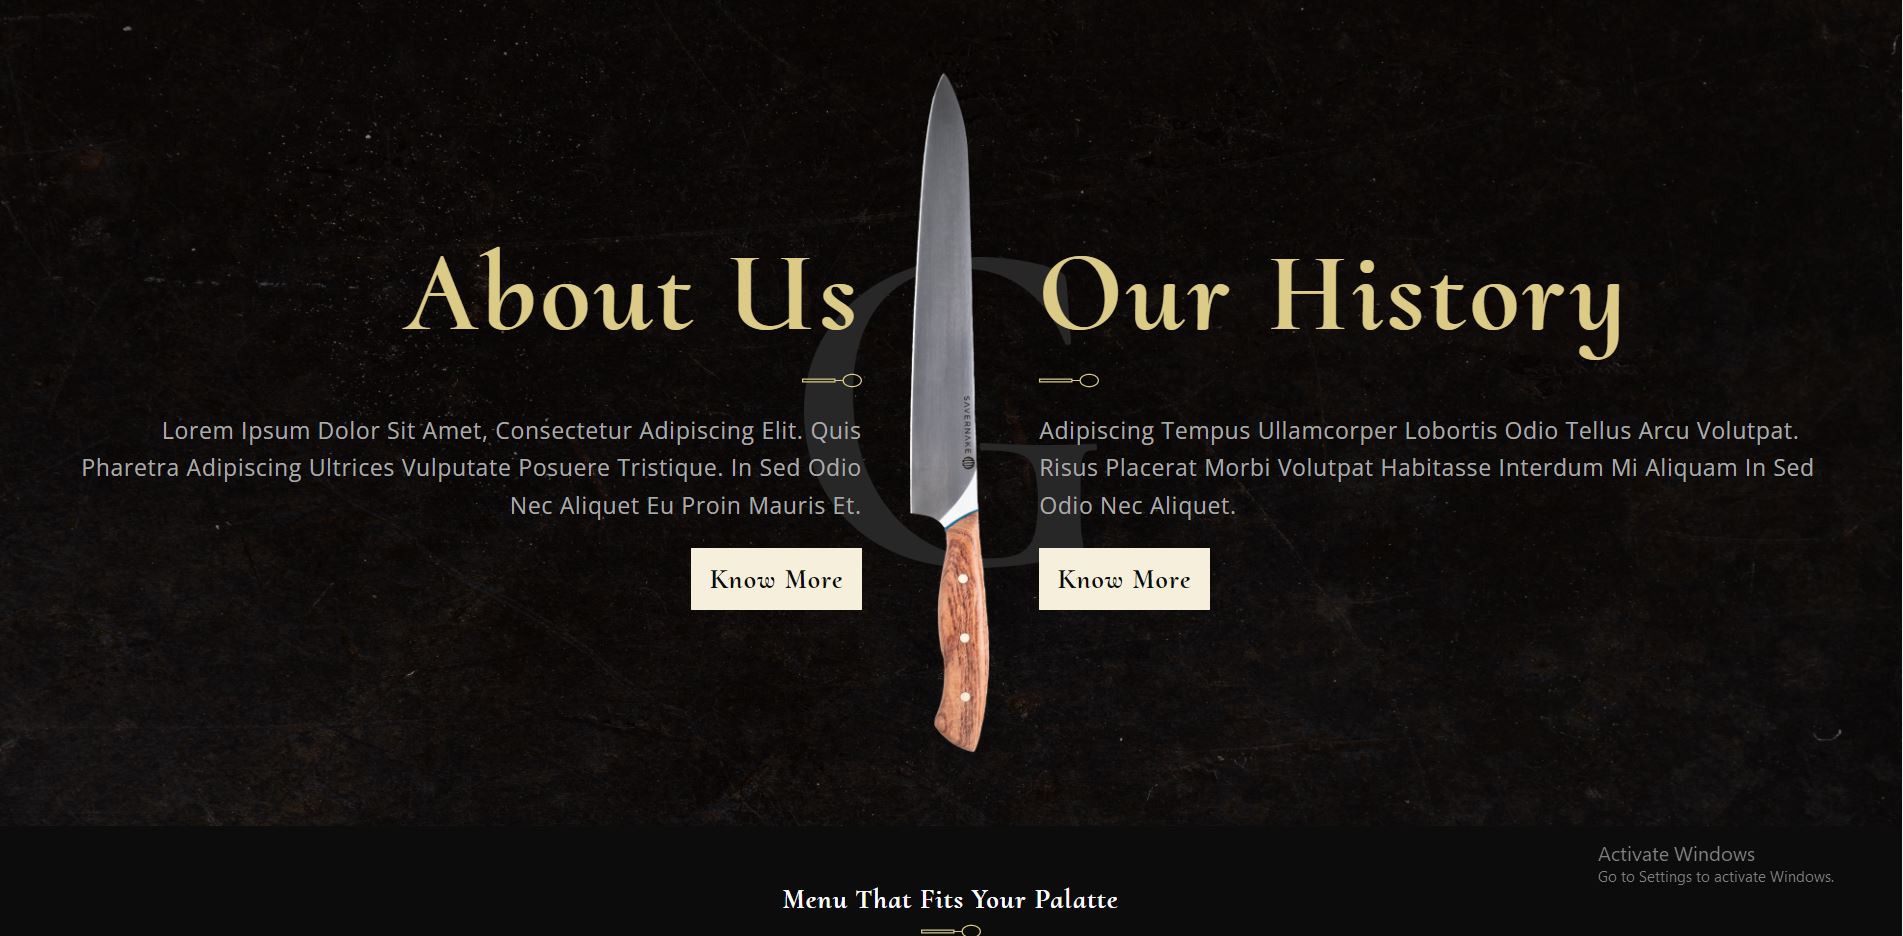 About Us
Lorem Ipsum Dolor Sit Amet, Consectetur Adipiscing Elit. Quis
Pharetra Adipiscing Ultrices Vulputate Posuere Tristique. In Sed Odio
Nec Aliquet Eu Proin Mauris Et.
Know More
G
SAVERNAKE
Our History
Adipiscing Tempus Ullamcorper Lobortis Odio Tellus Arcu Volutpat.
Risus Placerat Morbi Volutpat Habitasse Interdum Mi Aliquam In Sed
Odio Nec Aliquet.
Know More
Menu That Fits Your Palatte
Activate Windows
Go to Settings to activate Windows.